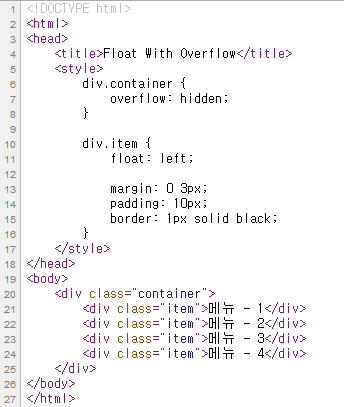 1 <!DOCTYPE html>
2 <html>
3 <head>
4     <title>Float With Overflow</title>
5     <style>
6         div.container {
7             overflow: hidden;
8         }
9
10         div.item {
11             float: left;
12
13             margin: 0 3px;
14             padding: 10px;
15             border: 1px solid black;
16         }
17     </style>
18 </head>
19 <body>
20     <div class="container">
21         <div class="item">메뉴 - 1</div>
22         <div class="item">메뉴 - 2</div>
23         <div class="item">메뉴 - 3</div>
24         <div class="item">메뉴 - 4</div>
25     </div>
26 </body>
27 </html>